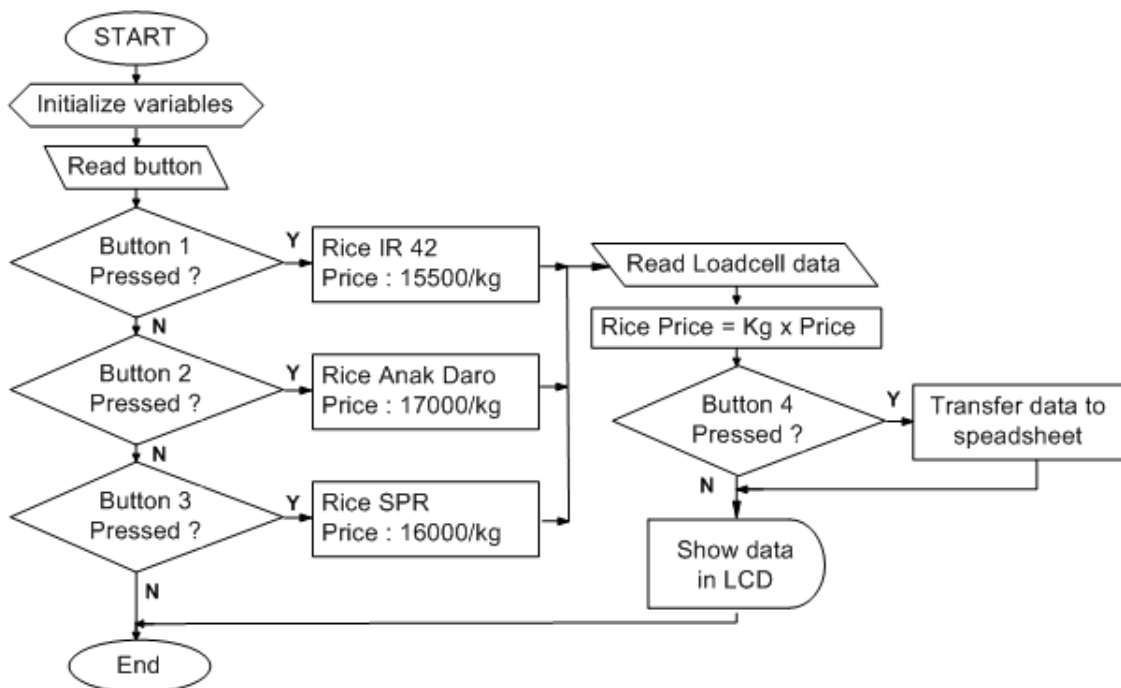 START
Initialize variables
Read button
Button 1
Pressed ?
Y
Rice IR 42
Price : 15500/kg
N
Button 2
Pressed ?
Y
Rice Anak Daro
Price : 17000/kg
N
Button 3
Pressed ?
Y
Rice SPR
Price : 16000/kg
N
End
Read Loadcell data
Rice Price = Kg x Price
Button 4
Pressed ?
Y
Transfer data to
speadsheet
N
Show data
in LCD